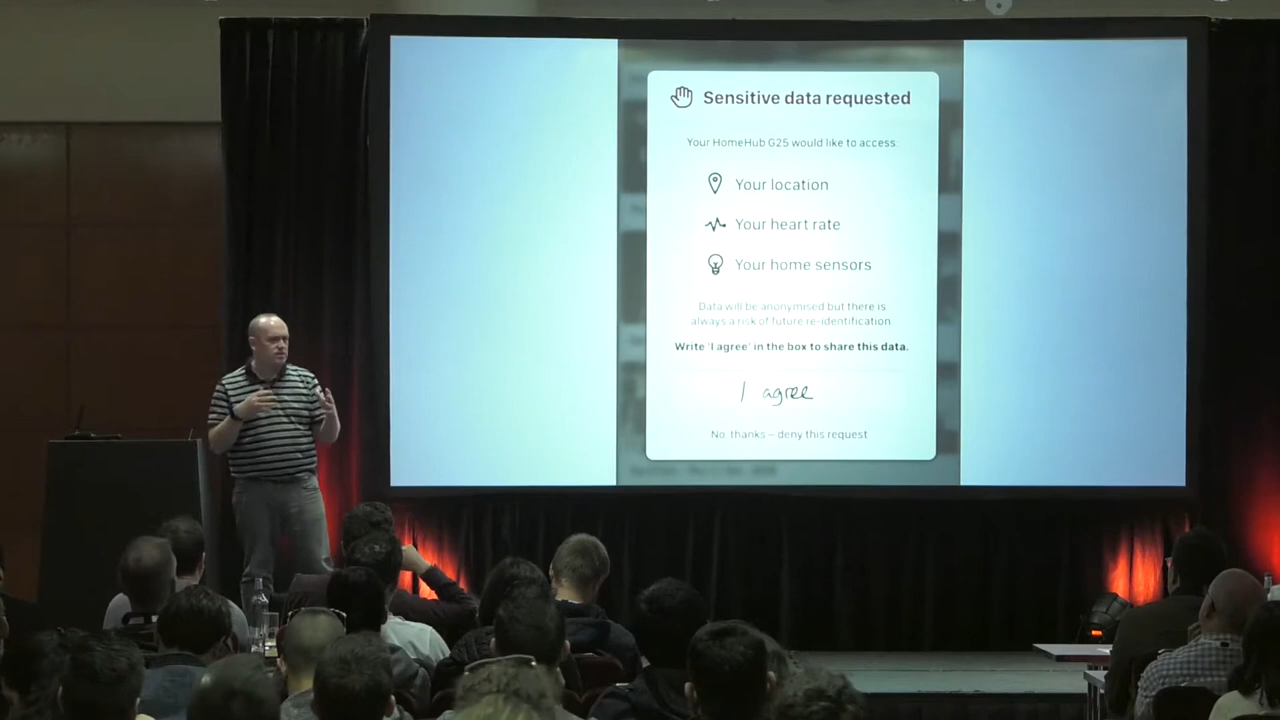 Sensitive data requested
Your HomeHub G25 would like to access:
Your location
Your heart rate
Your home sensors
Data will be anonymised but there is
always a risk of future re-identification.
Write 'I agree' in the box to share this data.
I agree
No, thanks – deny this request